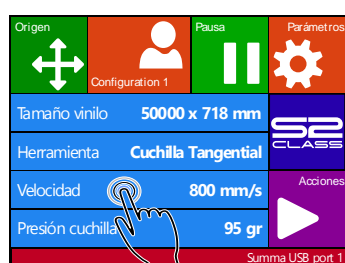 Origen
Configuration 1
Pausa
Parámetros
Tamaño vinilo 50000 x 718 mm
S2
CLASS
Herramienta Cuchilla Tangential
Velocidad 800 mm/s
Acciones
Presión cuchilla 95 gr
Summa USB port 1